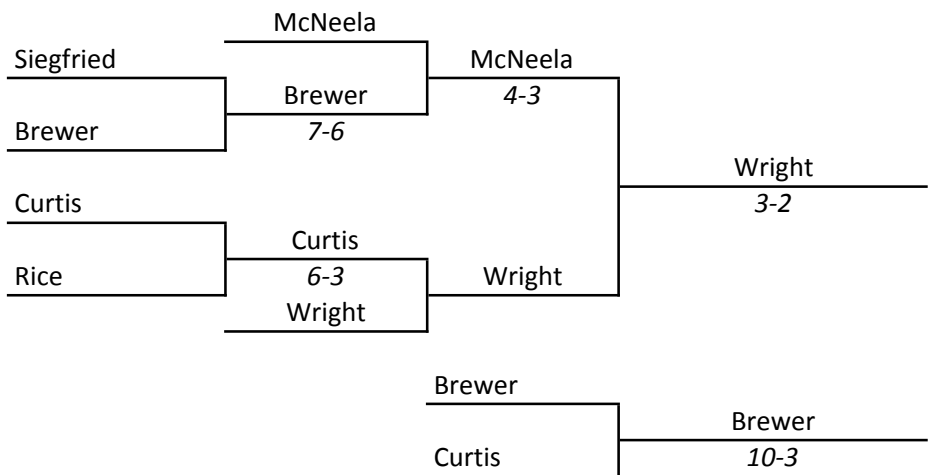 McNeela
Siegfried
McNeela
Brewer
4-3
Brewer
7-6
Wright
3-2
Curtis
Curtis
Rice
6-3
Wright
Wright
Brewer
Brewer
Curtis
10-3